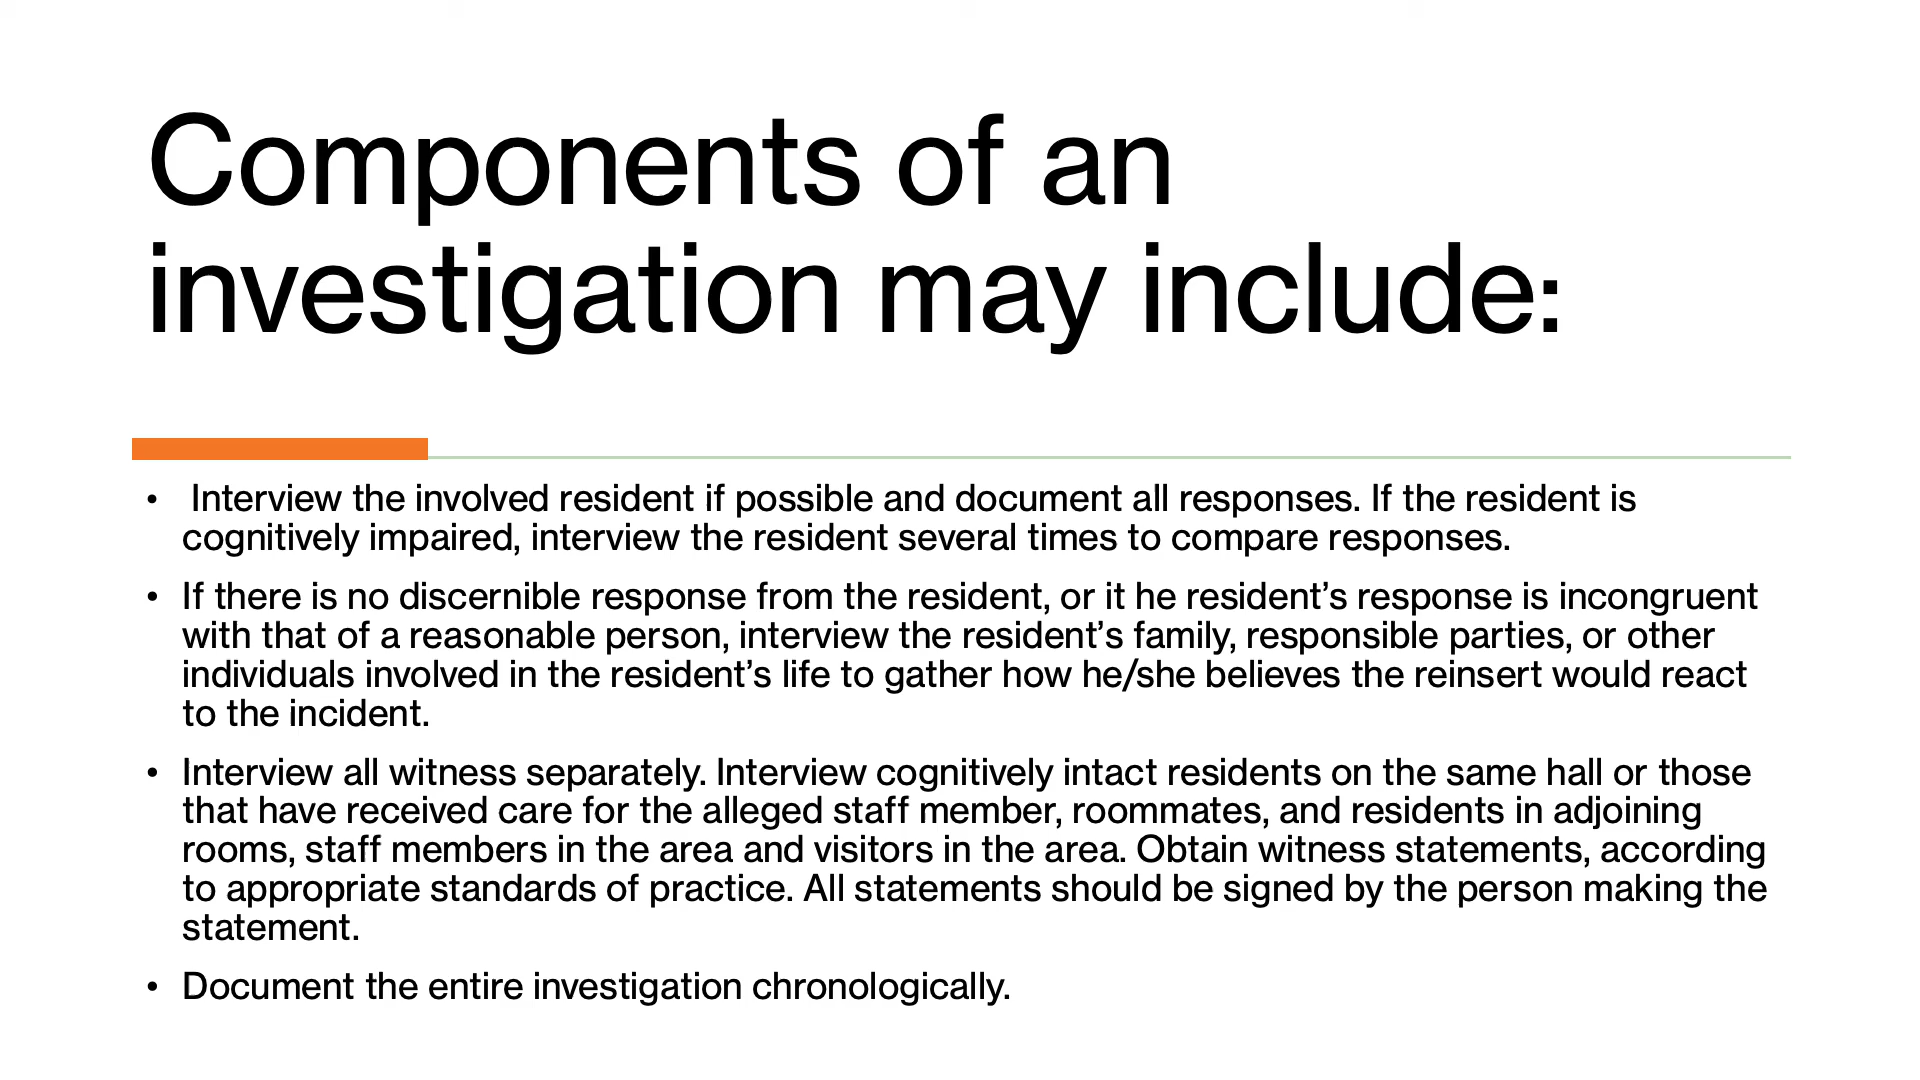 Components of an
investigation may include:
• Interview the involved resident if possible and document all responses. If the resident is
cognitively impaired, interview the resident several times to compare responses.
• If there is no discernible response from the resident, or it he resident’s response is incongruent
with that of a reasonable person, interview the resident’s family, responsible parties, or other
individuals involved in the resident’s life to gather how he/she believes the reinsert would react
to the incident.
• Interview all witness separately. Interview cognitively intact residents on the same hall or those
that have received care for the alleged staff member, roommates, and residents in adjoining
rooms, staff members in the area and visitors in the area. Obtain witness statements, according
to appropriate standards of practice. All statements should be signed by the person making the
statement.
• Document the entire investigation chronologically.